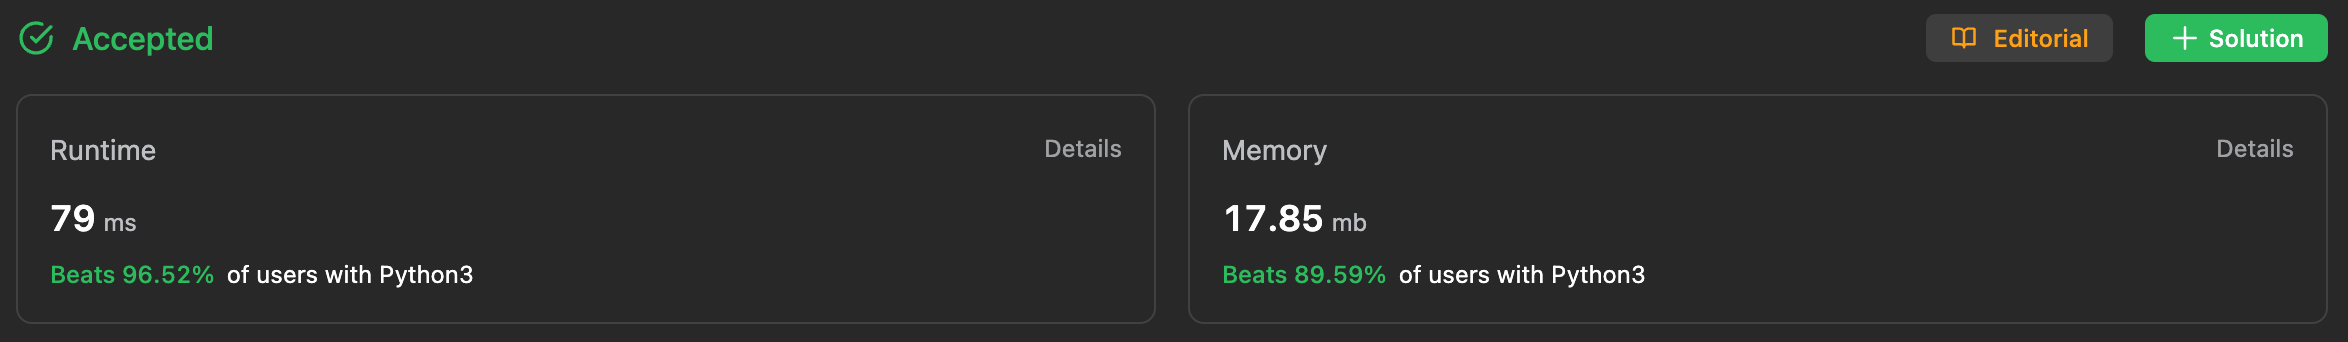 Accepted
Editorial
+ Solution
Runtime Details
79 ms
Beats 96.52% of users with Python3
Memory Details
17.85 mb
Beats 89.59% of users with Python3